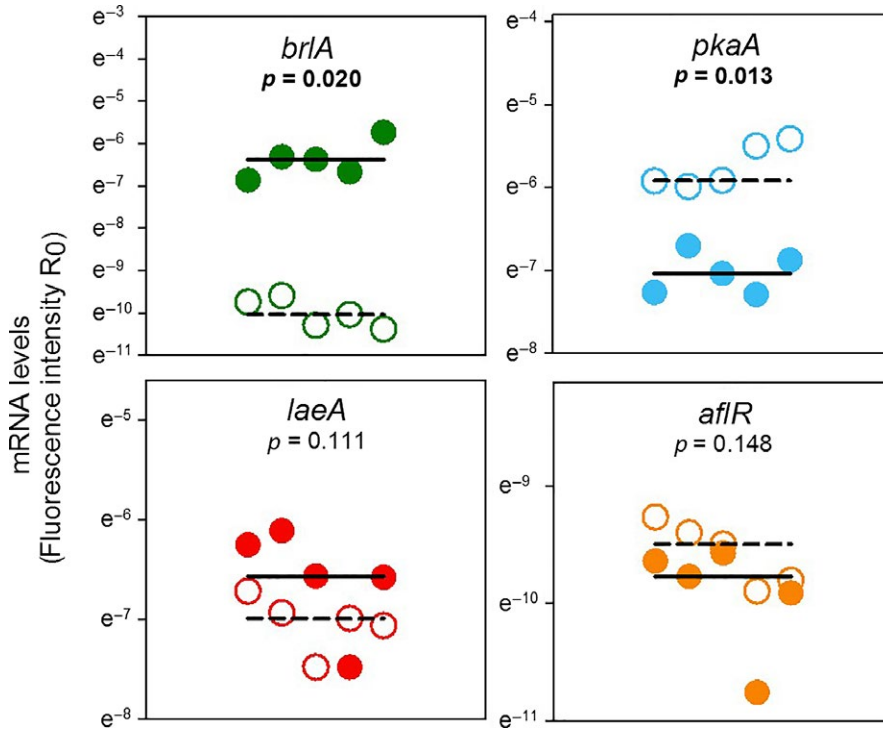 mRNA levels
(Fluorescence intensity R₀)
brlA
p = 0.020
e⁻³
e⁻⁴
e⁻⁵
e⁻⁶
e⁻⁷
e⁻⁸
e⁻⁹
e⁻¹⁰
e⁻¹¹
pkaA
p = 0.013
e⁻⁴
e⁻⁵
e⁻⁶
e⁻⁷
e⁻⁸
laeA
p = 0.111
e⁻⁵
e⁻⁶
e⁻⁷
e⁻⁸
aflR
p = 0.148
e⁻⁹
e⁻¹⁰
e⁻¹¹